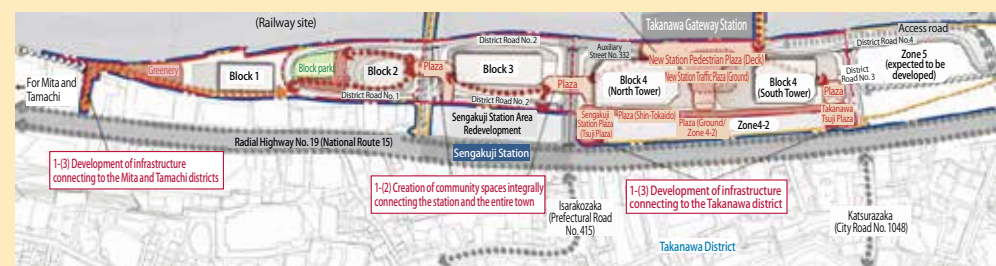 (Railway site)
Takanawa Gateway Station
Access road
District Road No. 2
Auxiliary
Street No. 332
New Station Pedestrian Plaza (Deck)
District Road No.4
Zone 5
(expected to be
developed)
For Mita and
Tamachi
Greenery
Block 1
Block park
Block 2
Plaza
Block 3
Plaza
Block 4
(North Tower)
New Station Traffic Plaza (Ground)
Block 4
(South Tower)
District
Road No. 3
Plaza
District Road No. 1
District Road No. 2
Sengakuji Station Area
Redevelopment
Sengakuji
Station Plaza
(Tsuji Plaza)
Plaza (Shin-Tokaido)
Plaza (Ground/
Zone 4-2)
Zone4-2
Takanawa
Tsuji Plaza
Radial Highway No. 19 (National Route 15)
Sengakuji Station
1-(3) Development of infrastructure
connecting to the Mita and Tamachi districts
1-(2) Creation of community spaces integrally
connecting the station and the entire town
1-(3) Development of infrastructure
connecting to the Takanawa district
Isarakozaka
(Prefectural Road
No. 415)
Takanawa District
Katsurazaka
(City Road No. 1048)